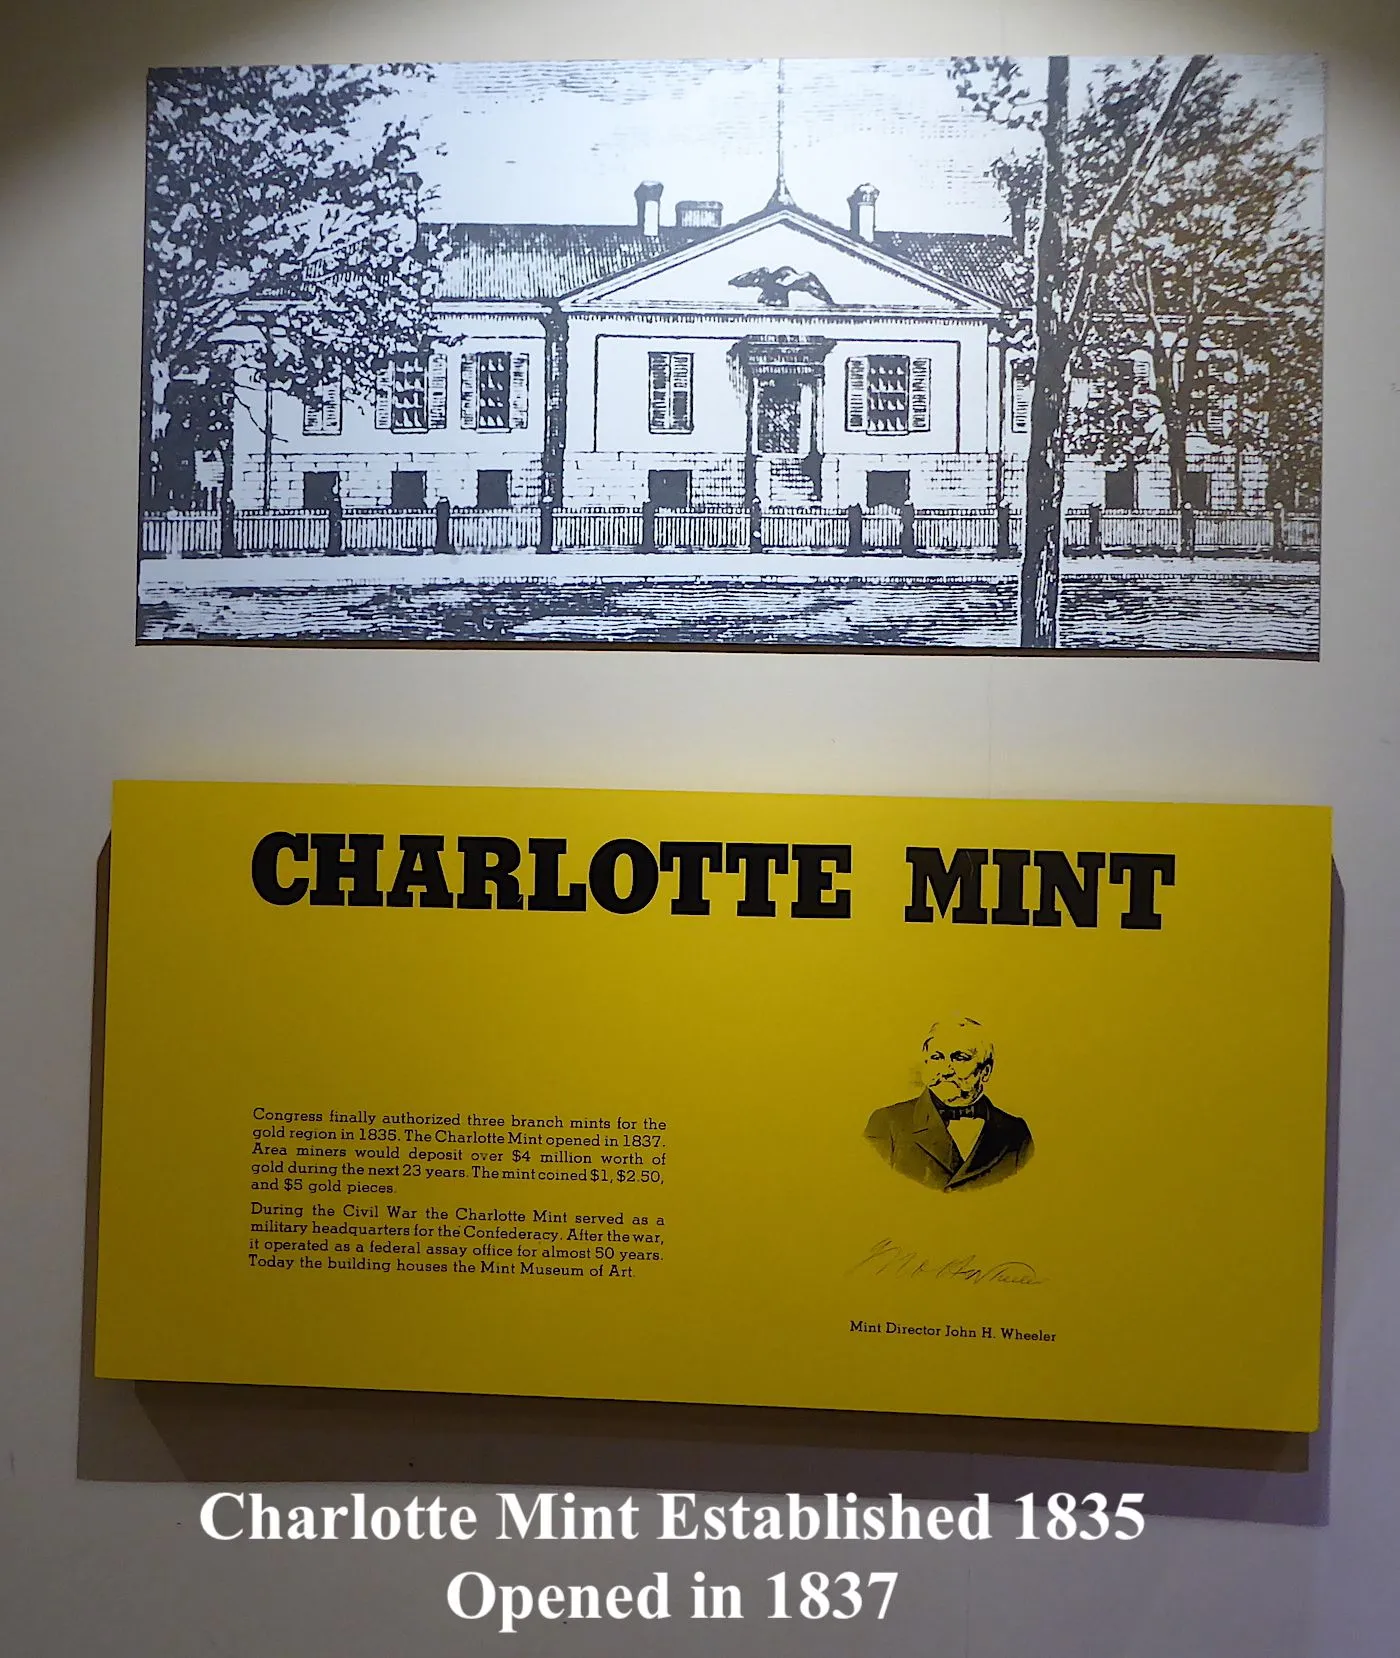 CHARLOTTE MINT
Congress finally authorized three branch mints for the
gold region in 1835. The Charlotte Mint opened in 1837.
Area miners would deposit over $4 million worth of
gold during the next 23 years. The mint coined $1, $2.50,
and $5 gold pieces.
During the Civil War the Charlotte Mint served as a
military headquarters for the Confederacy. After the war,
it operated as a federal assay office for almost 50 years.
Today the building houses the Mint Museum of Art.
Wheeler
Mint Director John H. Wheeler
Charlotte Mint Established 1835
Opened in 1837